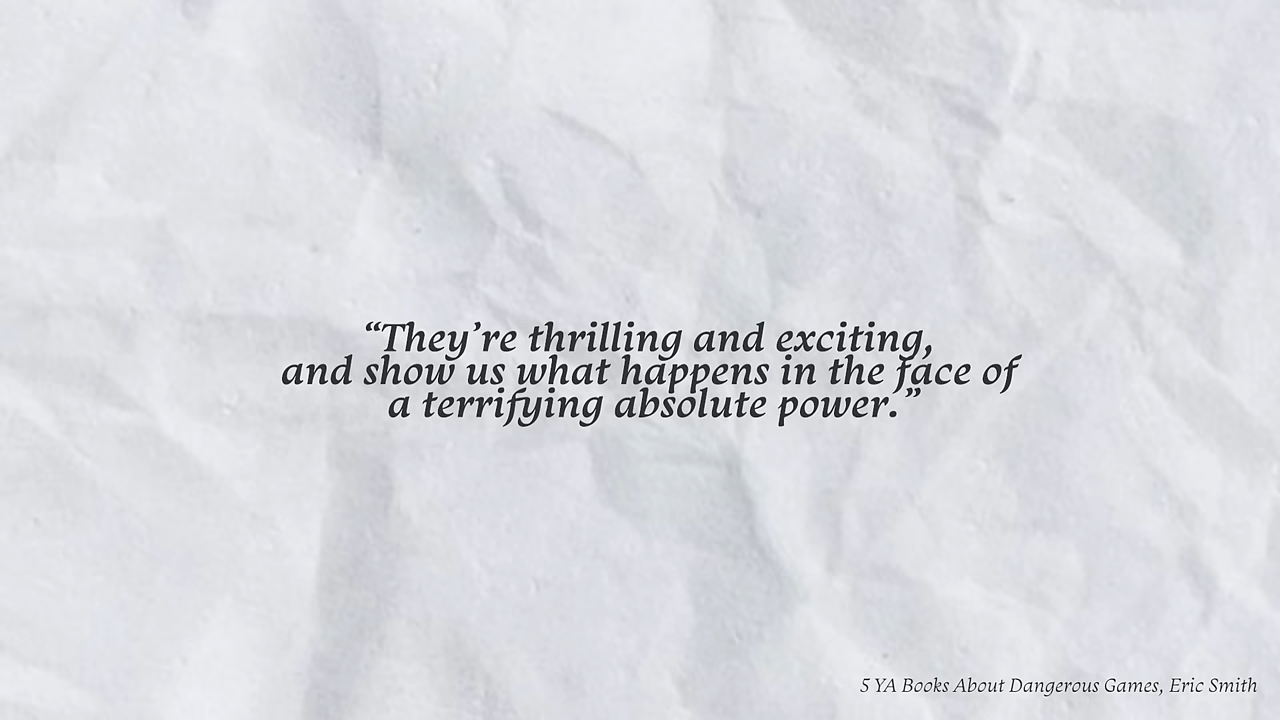 “They’re thrilling and exciting,
and show us what happens in the face of
a terrifying absolute power.”
5 YA Books About Dangerous Games, Eric Smith